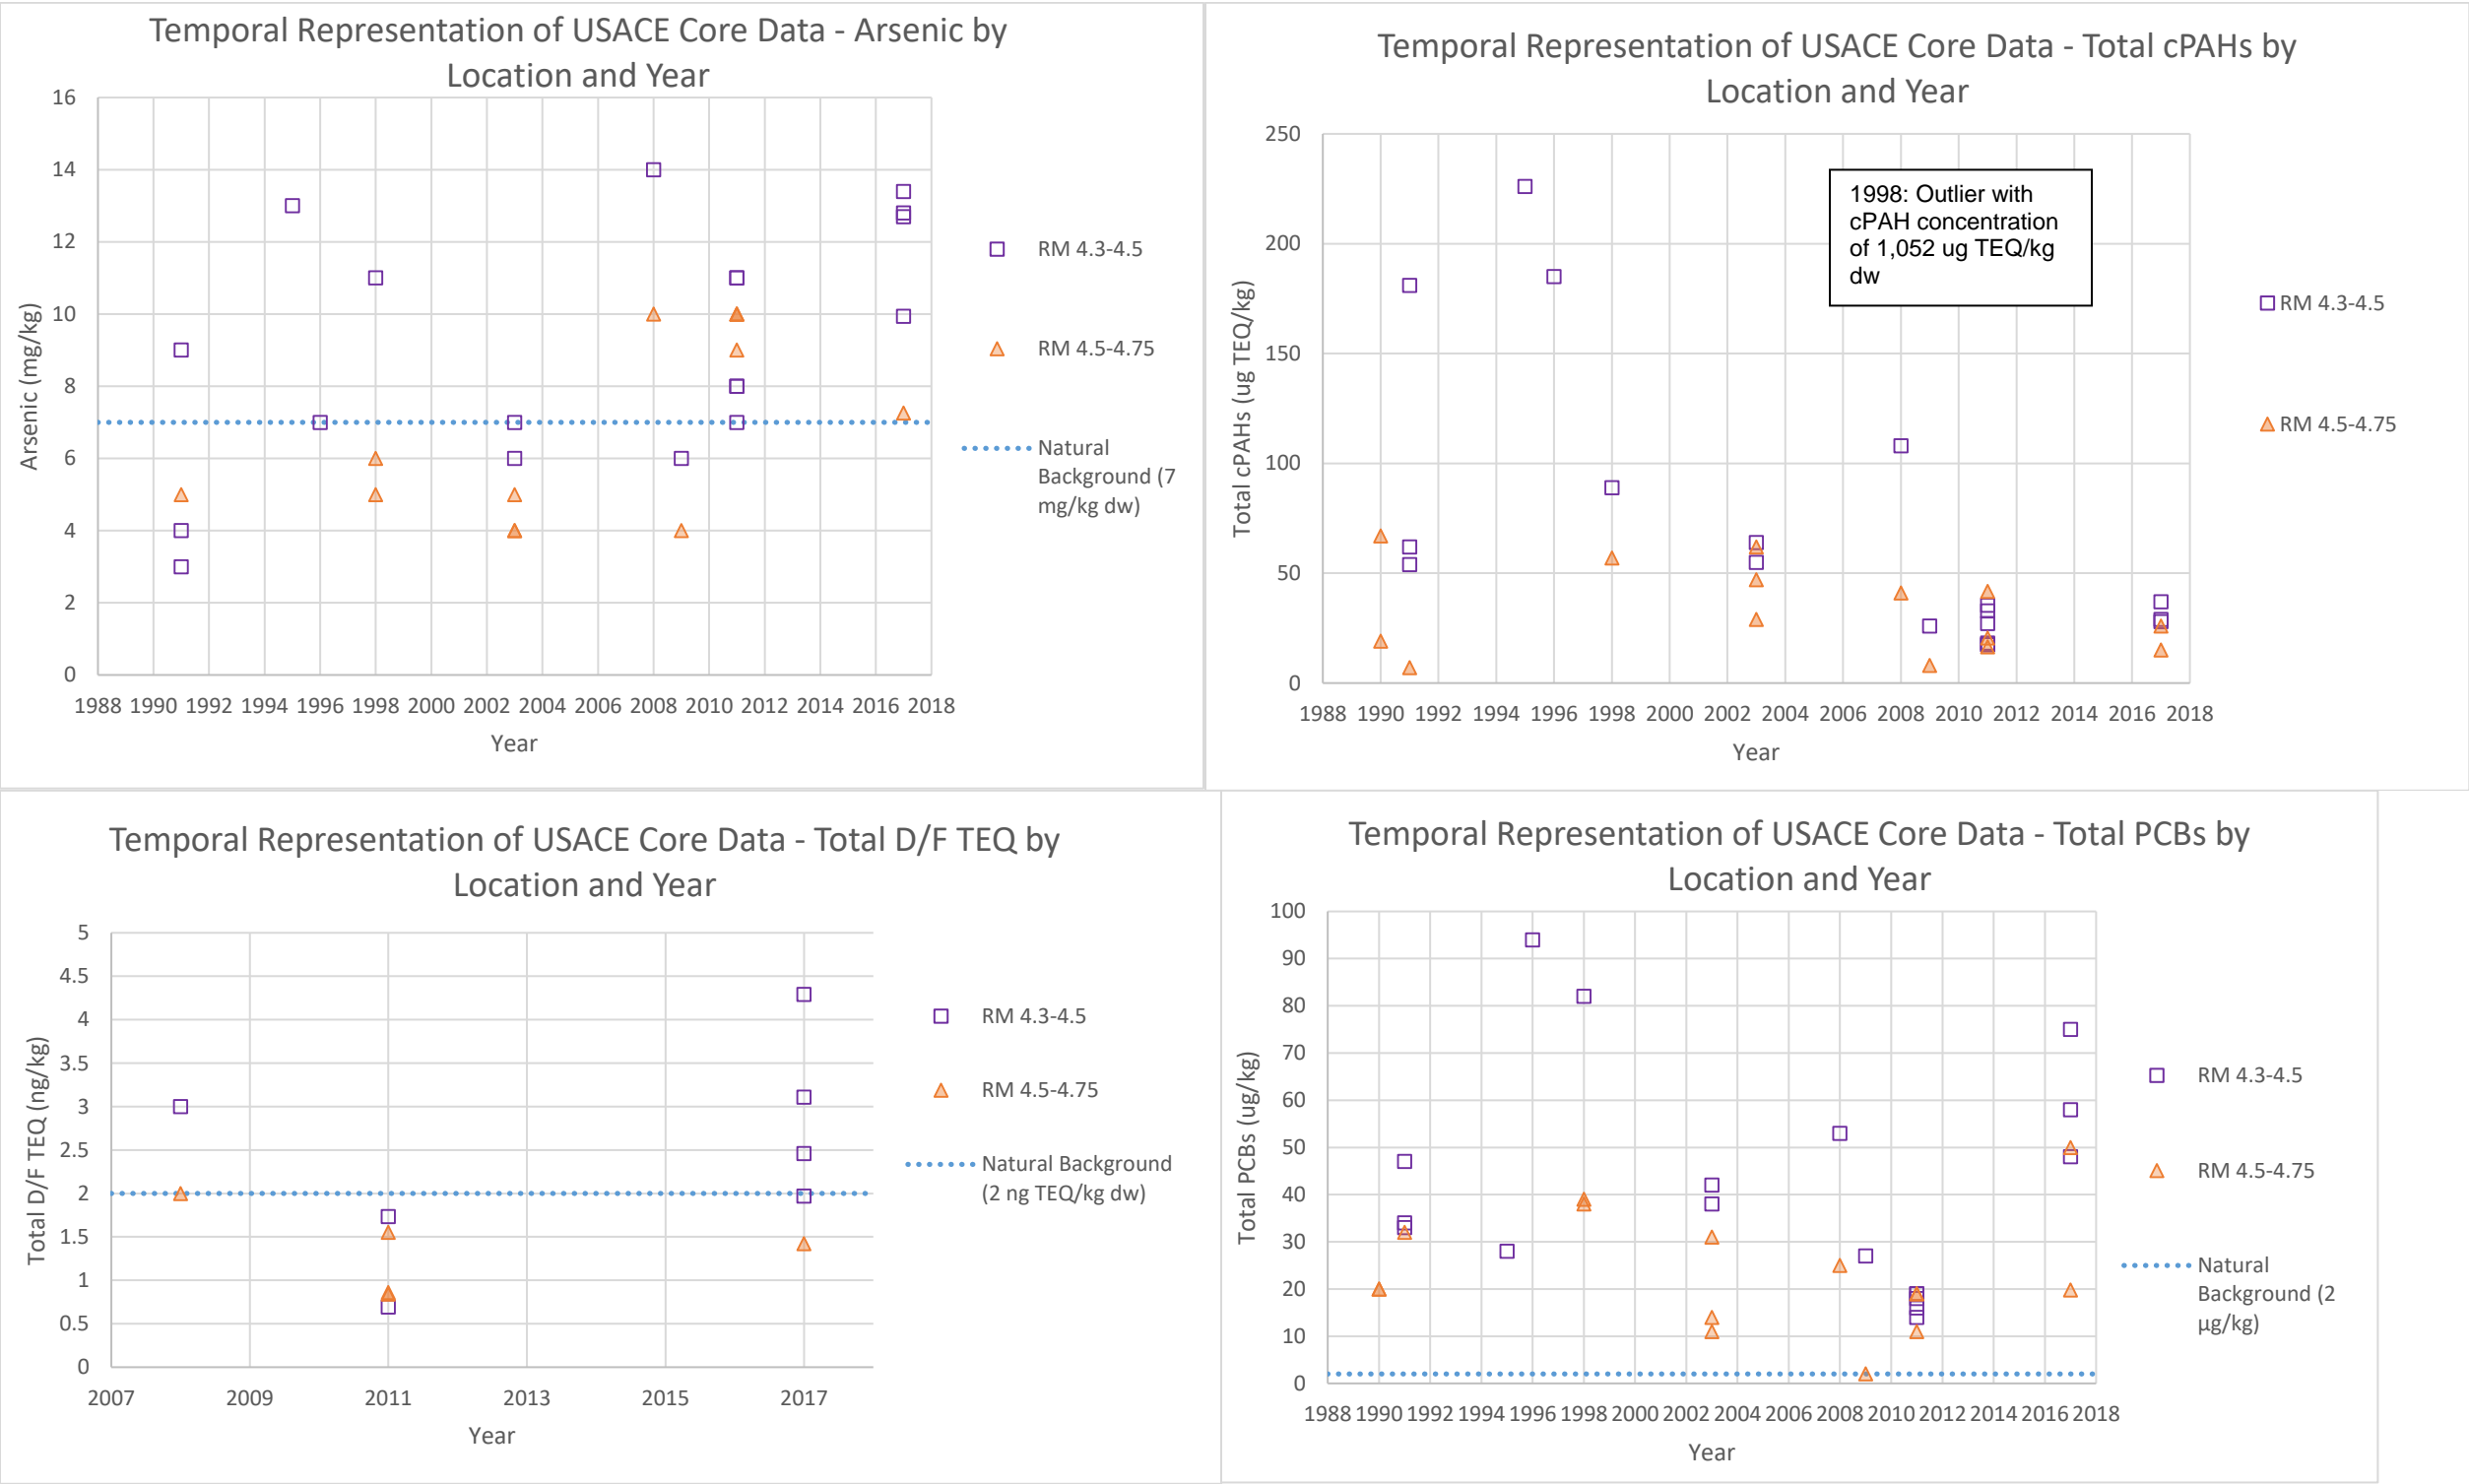 Temporal Representation of USACE Core Data - Arsenic by
Location and Year
16
14
12
10
8
6
4
2
0
Arsenic (mg/kg)
1988 1990 1992 1994 1996 1998 2000 2002 2004 2006 2008 2010 2012 2014 2016 2018
Year
RM 4.3-4.5
RM 4.5-4.75
Natural
Background (7
mg/kg dw)
Temporal Representation of USACE Core Data - Total cPAHs by
Location and Year
250
200
150
100
50
0
Total cPAHs (ug TEQ/kg)
1988 1990 1992 1994 1996 1998 2000 2002 2004 2006 2008 2010 2012 2014 2016 2018
Year
1998: Outlier with
cPAH concentration
of 1,052 ug TEQ/kg
dw
RM 4.3-4.5
RM 4.5-4.75
Temporal Representation of USACE Core Data - Total D/F TEQ by
Location and Year
5
4.5
4
3.5
3
2.5
2
1.5
1
0.5
0
Total D/F TEQ (ng/kg)
2007 2009 2011 2013 2015 2017
Year
RM 4.3-4.5
RM 4.5-4.75
Natural Background
(2 ng TEQ/kg dw)
Temporal Representation of USACE Core Data - Total PCBs by
Location and Year
100
90
80
70
60
50
40
30
20
10
0
Total PCBs (ug/kg)
1988 1990 1992 1994 1996 1998 2000 2002 2004 2006 2008 2010 2012 2014 2016 2018
Year
RM 4.3-4.5
RM 4.5-4.75
Natural
Background (2
µg/kg)